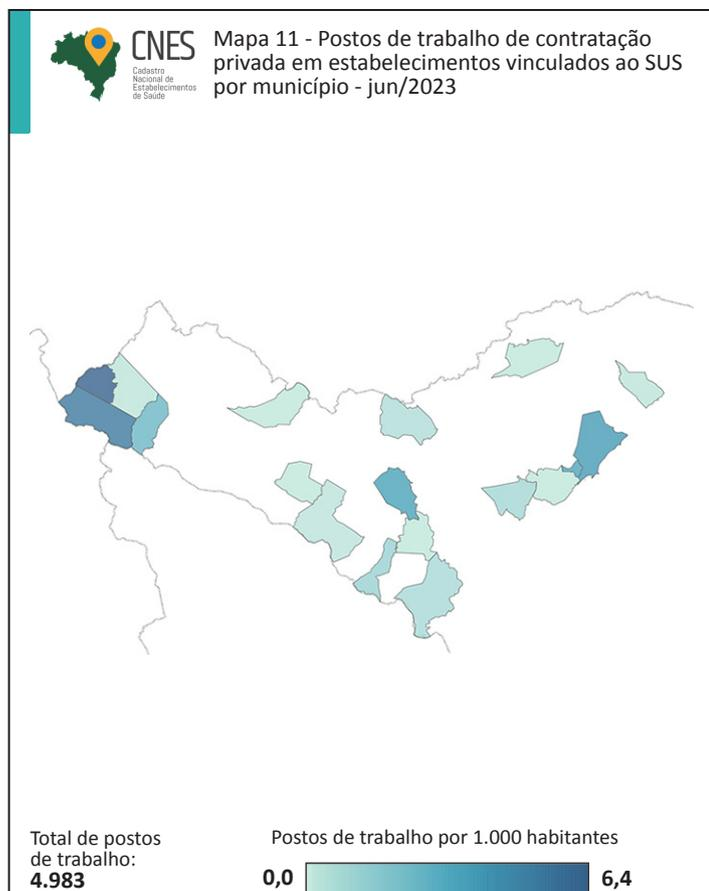 CNES
Cadastro
Nacional de
Estabelecimentos
de Saúde
Mapa 11 - Postos de trabalho de contratação
privada em estabelecimentos vinculados ao SUS
por município - jun/2023
Total de postos
de trabalho:
4.983
Postos de trabalho por 1.000 habitantes
0,0
6,4